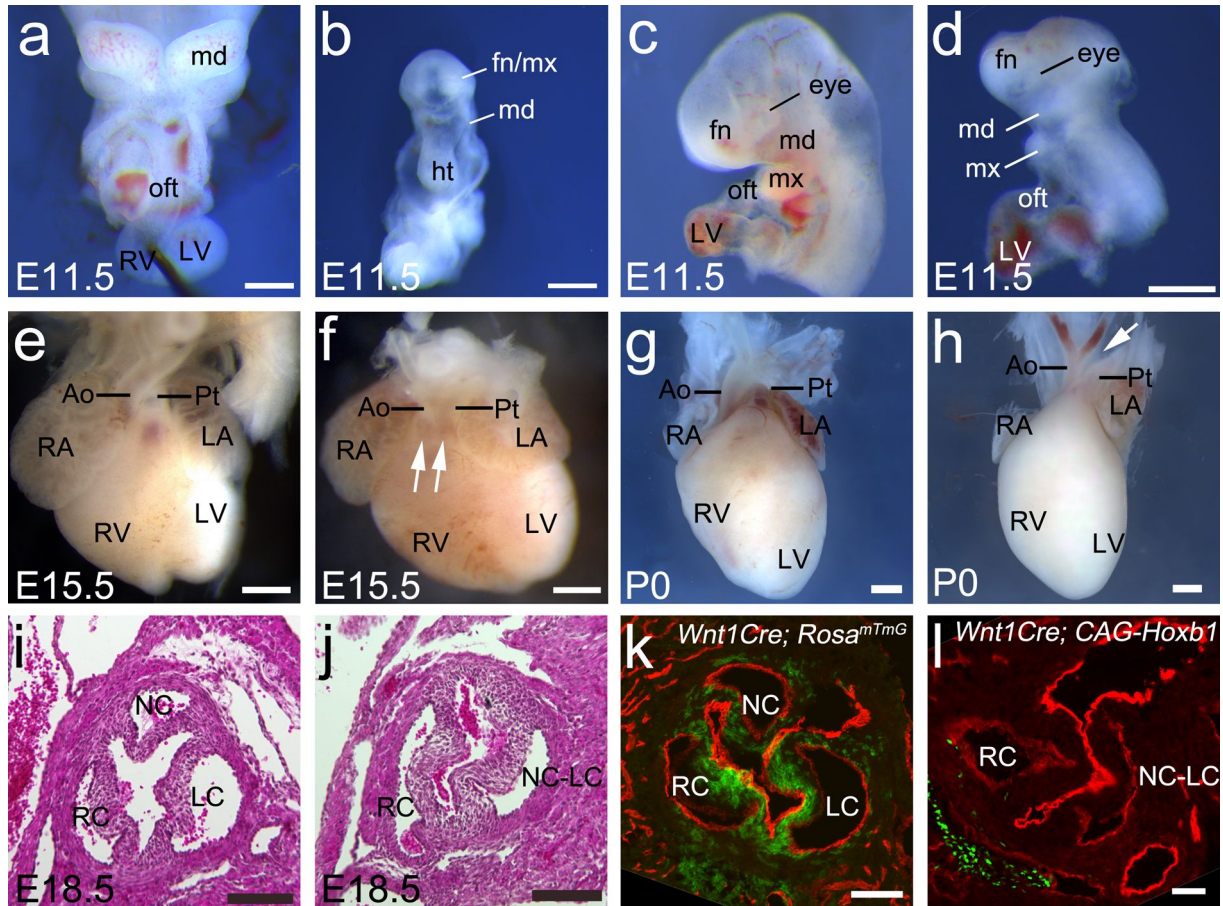 a
md
oft
RV
LV
E11.5
b
fn/mx
md
ht
E11.5
c
eye
fn
md
mx
oft
LV
E11.5
d
fn
eye
md
mx
oft
LV
E11.5
e
Ao
Pt
RA
LA
RV
LV
E15.5
f
Ao
Pt
RA
LA
RV
LV
E15.5
g
Ao
Pt
RA
LA
RV
LV
P0
h
Ao
Pt
RA
LA
RV
LV
P0
i
NC
RC
LC
E18.5
j
NC-LC
RC
E18.5
k
Wnt1Cre; Rosa^mTmG
NC
RC
LC
l
Wnt1Cre; CAG-Hoxb1
RC
NC-LC